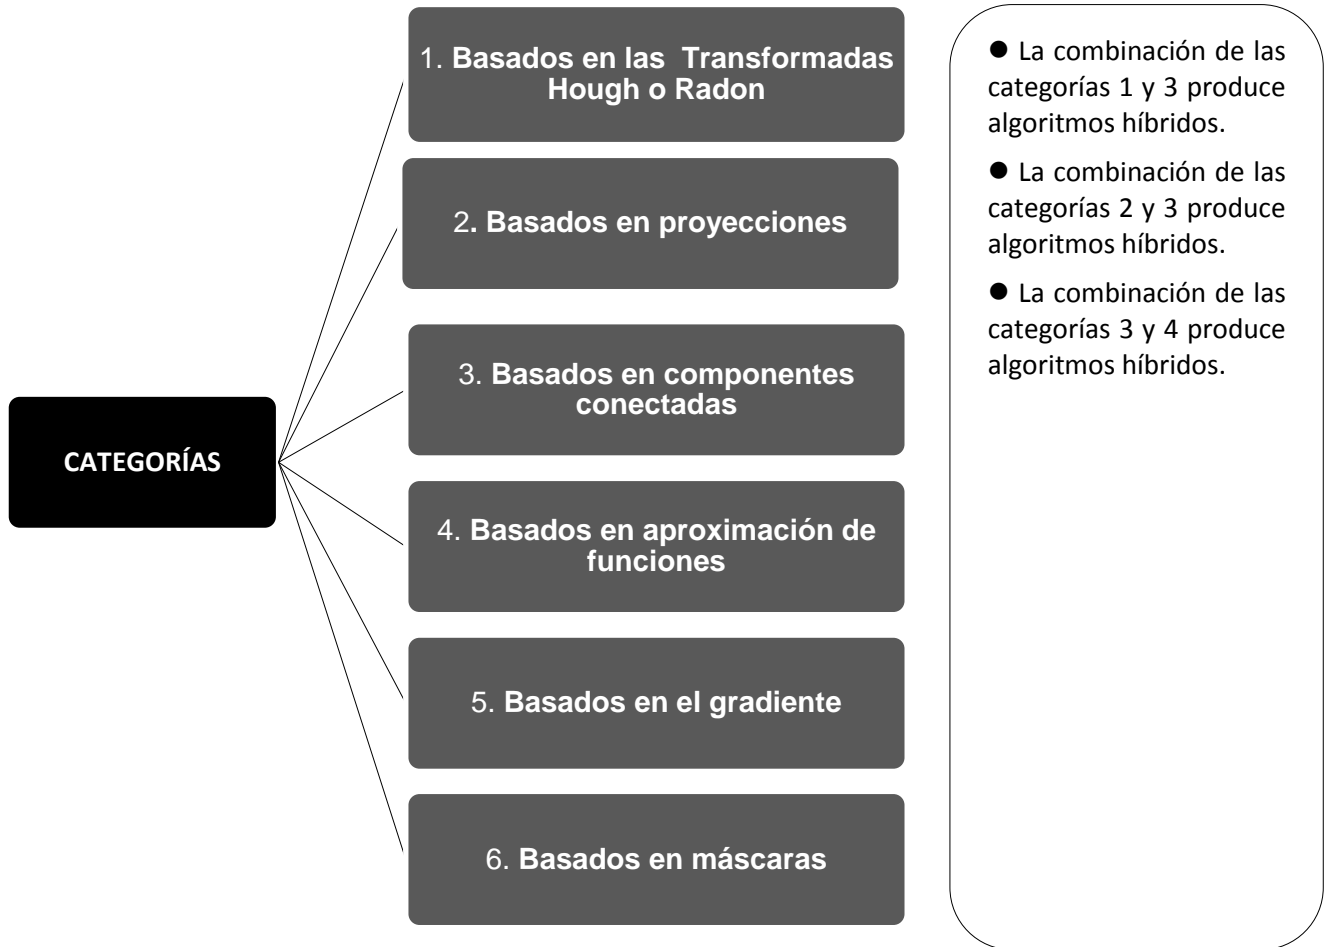 1. Basados en las Transformadas
Hough o Radon
2. Basados en proyecciones
3. Basados en componentes
conectadas
CATEGORÍAS
4. Basados en aproximación de
funciones
5. Basados en el gradiente
6. Basados en máscaras
● La combinación de las
categorías 1 y 3 produce
algoritmos híbridos.
● La combinación de las
categorías 2 y 3 produce
algoritmos híbridos.
● La combinación de las
categorías 3 y 4 produce
algoritmos híbridos.